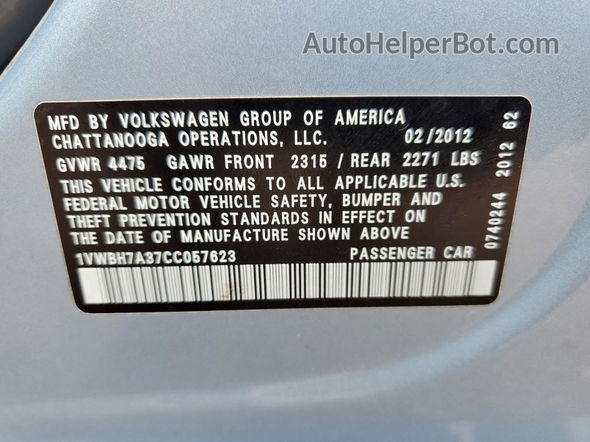 AutoHelperBot.com
MFD BY VOLKSWAGEN GROUP OF AMERICA
CHATTANOOGA OPERATIONS, LLC. 02/2012
GVWR 4475 GAWR FRONT 2315 / REAR 2271 LBS
THIS VEHICLE CONFORMS TO ALL APPLICABLE U.S.
FEDERAL MOTOR VEHICLE SAFETY, BUMPER AND
THEFT PREVENTION STANDARDS IN EFFECT ON
THE DATE OF MANUFACTURE SHOWN ABOVE
1VWBH7A37CC057623 PASSENGER CAR
0740244 2012 62